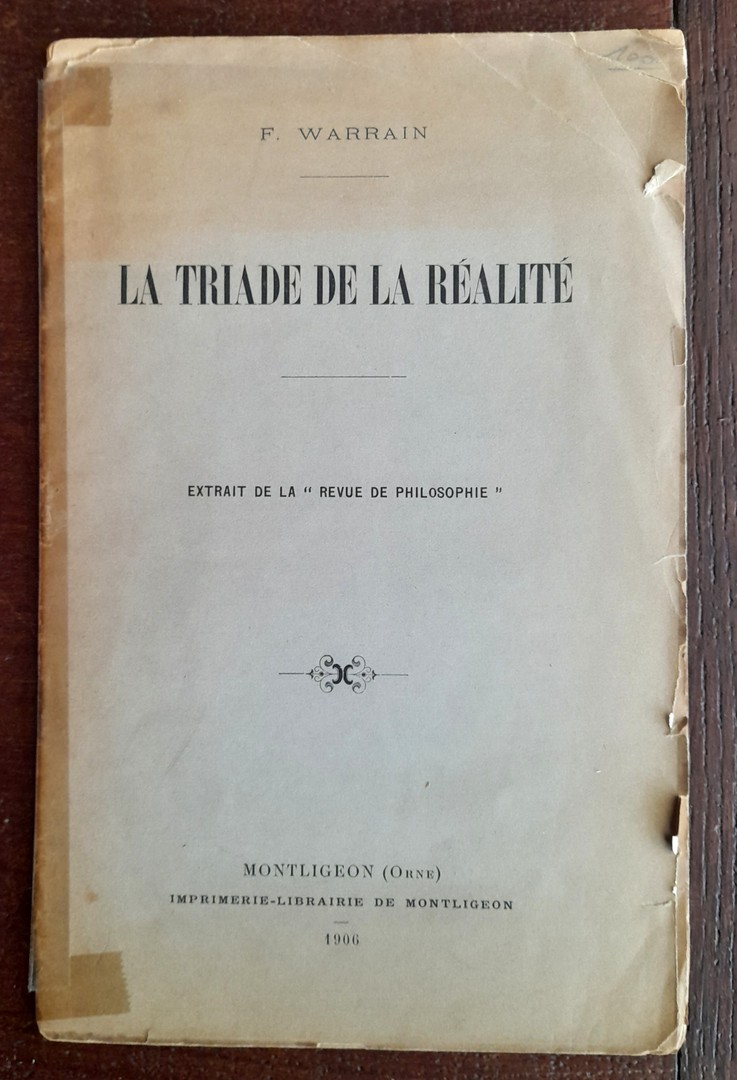 F. WARRAIN
LA TRIADE DE LA RÉALITÉ
EXTRAIT DE LA “ REVUE DE PHILOSOPHIE ”
MONTLIGEON (ORNE)
IMPRIMERIE-LIBRAIRIE DE MONTLIGEON
1906